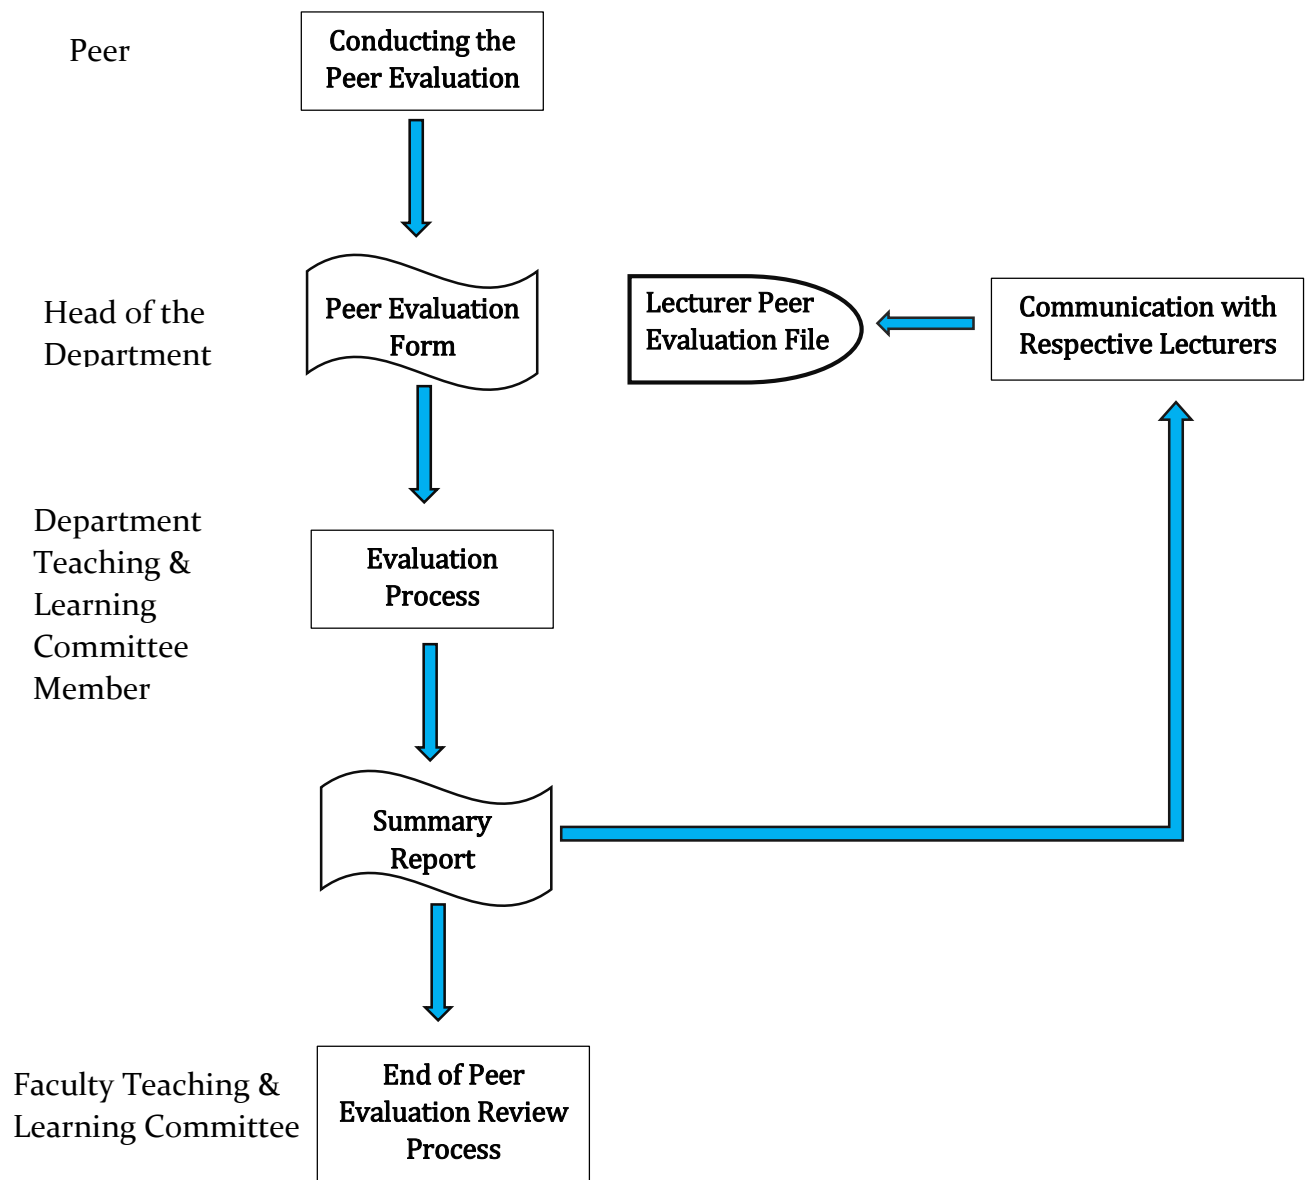 Peer
Conducting the
Peer Evaluation
Head of the
Department
Peer Evaluation
Form
Lecturer Peer
Evaluation File
Communication with
Respective Lecturers
Department
Teaching &
Learning
Committee
Member
Evaluation
Process
Summary
Report
Faculty Teaching &
Learning Committee
End of Peer
Evaluation Review
Process